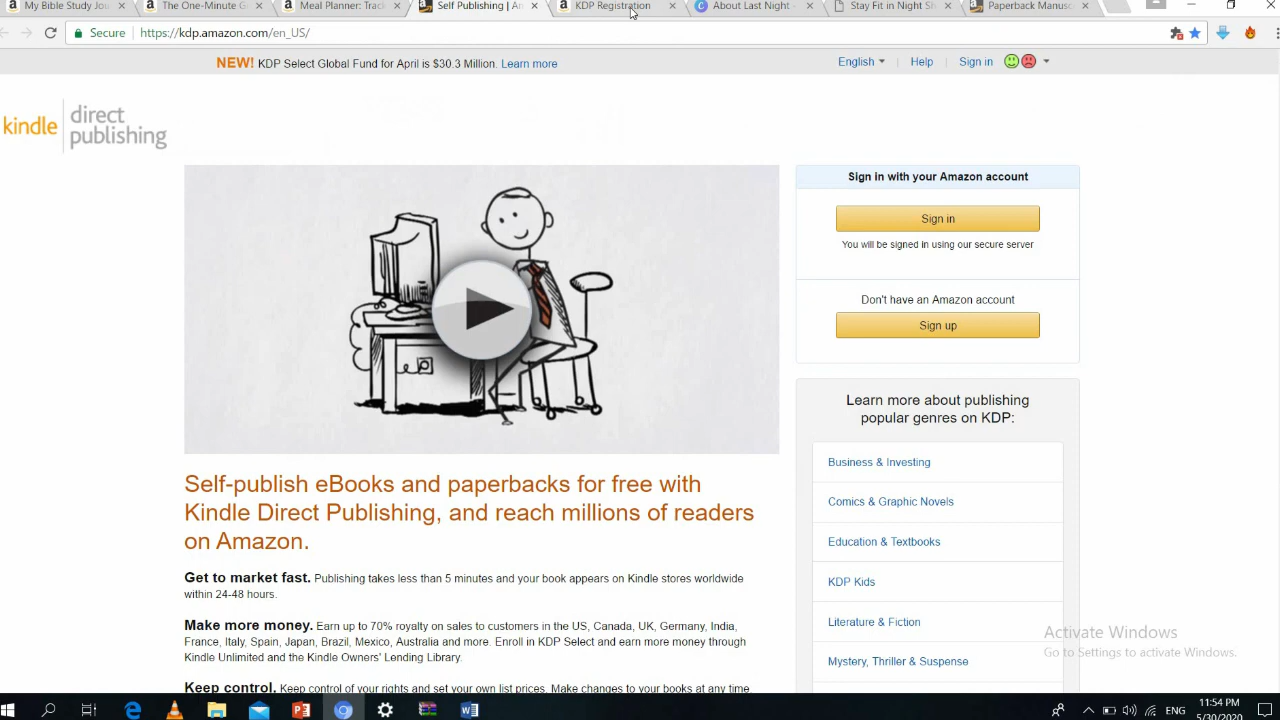 My Bible Study Jou
The One-Minute G
Meal Planner: Track
Self Publishing | Am
KDP Registration
About Last Night -
Stay Fit in Night Sh
Paperback Manusc
Secure
https://kdp.amazon.com/en_US/
NEW! KDP Select Global Fund for April is $30.3 Million. Learn more
English
Help
Sign in
kindle direct publishing
Sign in with your Amazon account
Sign in
You will be signed in using our secure server
Don't have an Amazon account
Sign up
Learn more about publishing
popular genres on KDP:
Business & Investing
Comics & Graphic Novels
Education & Textbooks
KDP Kids
Literature & Fiction
Mystery, Thriller & Suspense
Self-publish eBooks and paperbacks for free with
Kindle Direct Publishing, and reach millions of readers
on Amazon.
Get to market fast. Publishing takes less than 5 minutes and your book appears on Kindle stores worldwide
within 24-48 hours.
Make more money. Earn up to 70% royalty on sales to customers in the US, Canada, UK, Germany, India,
France, Italy, Spain, Japan, Brazil, Mexico, Australia and more. Enroll in KDP Select and earn more money through
Kindle Unlimited and the Kindle Owners' Lending Library.
Keep control. Keep control of your rights and set your own list prices. Make changes to your books at any time.
Activate Windows
Go to Settings to activate Windows.
ENG
11:54 PM
5/30/2020